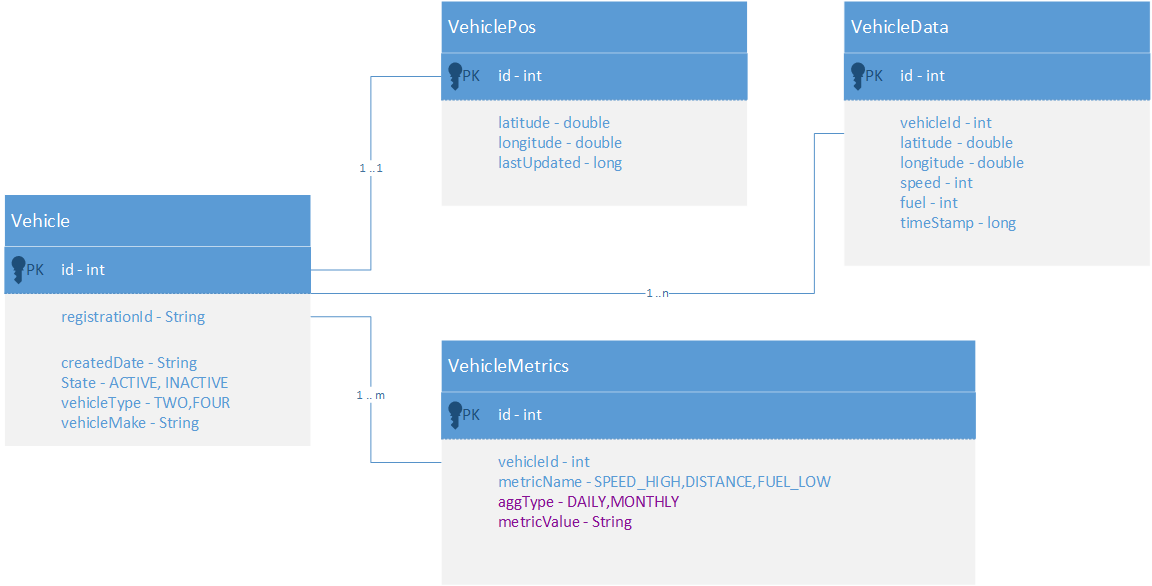 VehiclePos
PK id - int
latitude - double
longitude - double
lastUpdated - long
VehicleData
PK id - int
vehicleId - int
latitude - double
longitude - double
speed - int
fuel - int
timeStamp - long
1 ..1
Vehicle
PK id - int
registrationId - String
createdDate - String
State - ACTIVE, INACTIVE
vehicleType - TWO,FOUR
vehicleMake - String
1 ..n
1 .. m
VehicleMetrics
PK id - int
vehicleId - int
metricName - SPEED_HIGH,DISTANCE,FUEL_LOW
aggType - DAILY,MONTHLY
metricValue - String